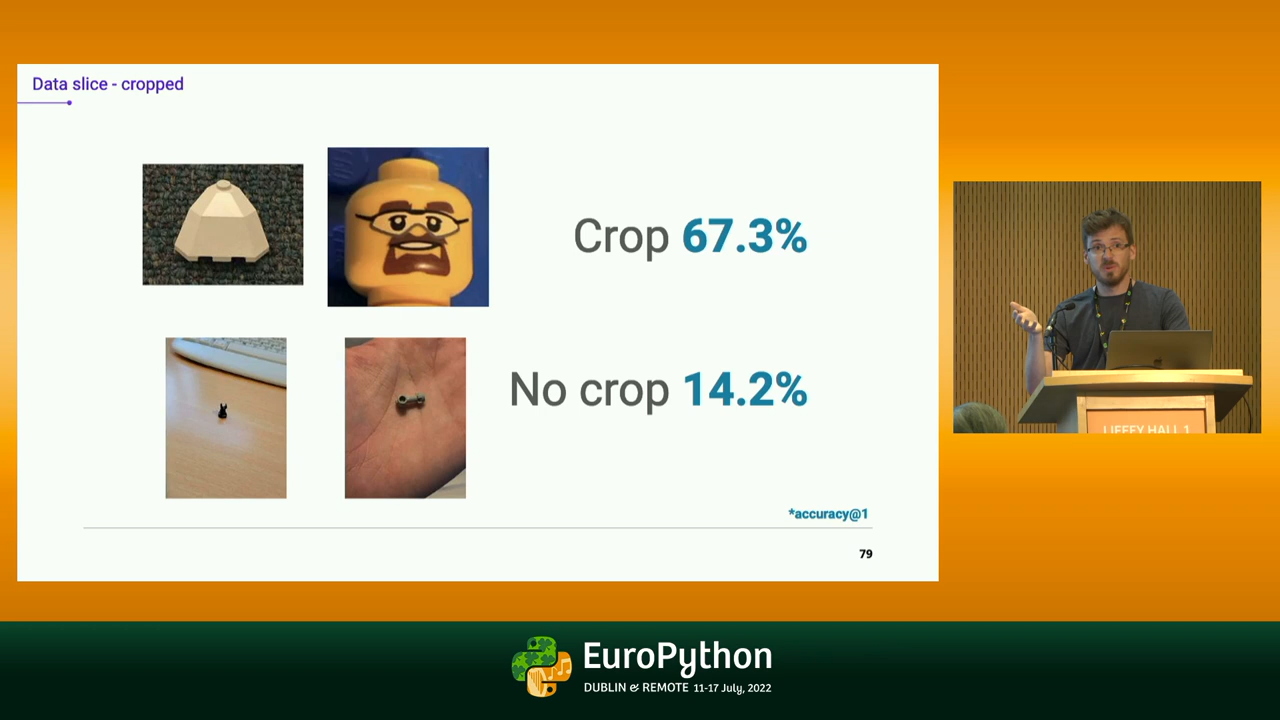 Data slice - cropped
Crop 67.3%
No crop 14.2%
*accuracy@1
79
LIFFEY HALL 1
EuroPython
DUBLIN & REMOTE 11-17 July, 2022